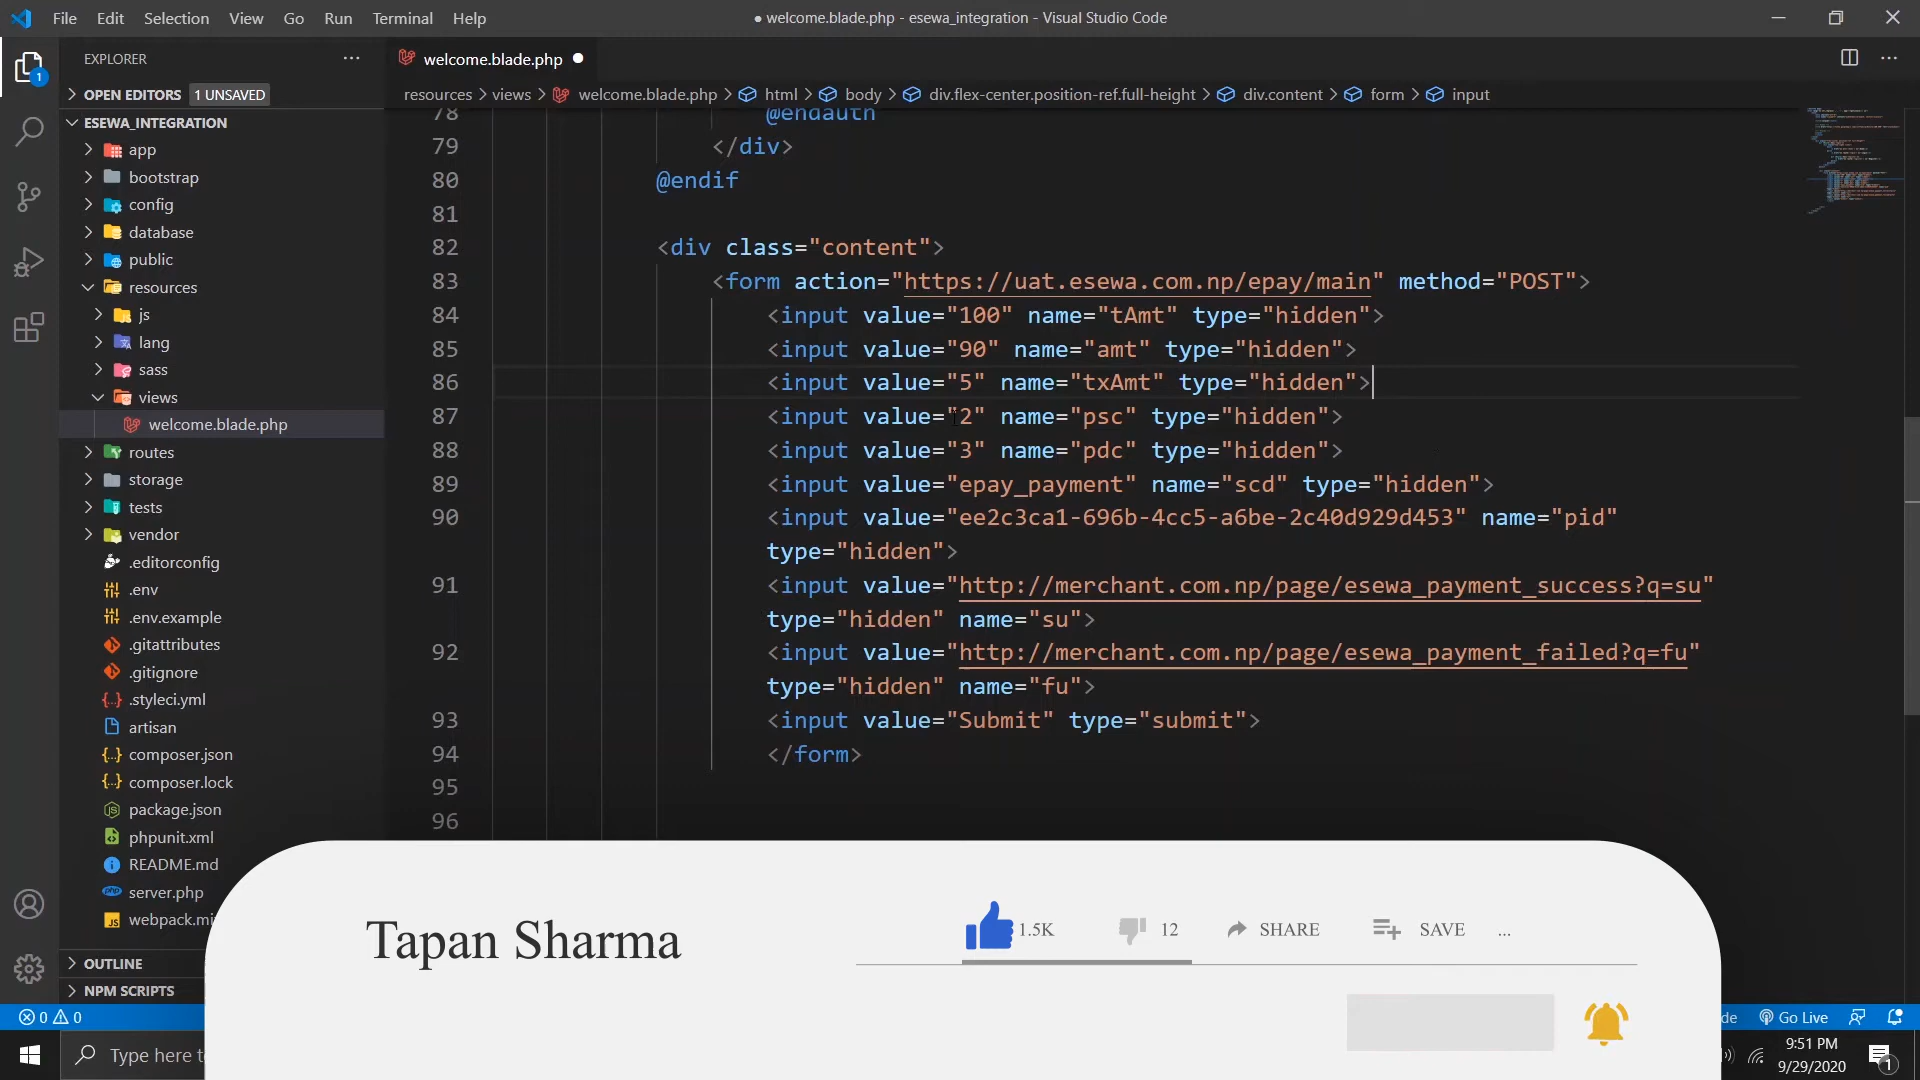 File Edit Selection View Go Run Terminal Help
● welcome.blade.php - esewa_integration - Visual Studio Code
EXPLORER
welcome.blade.php
OPEN EDITORS 1 UNSAVED
resources > views > welcome.blade.php > html > body > div.flex-center.position-ref.full-height > div.content > form > input
1
ESEWA_INTEGRATION
app
bootstrap
config
database
public
resources
js
lang
sass
views
welcome.blade.php
routes
storage
tests
vendor
.editorconfig
.env
.env.example
.gitattributes
.gitignore
.styleci.yml
artisan
composer.json
composer.lock
package.json
phpunit.xml
README.md
server.php
webpack.mi
OUTLINE
NPM SCRIPTS
78 @endauth
79 </div>
80 @endif
81
82 <div class="content">
83 <form action="https://uat.esewa.com.np/epay/main" method="POST">
84 <input value="100" name="tAmt" type="hidden">
85 <input value="90" name="amt" type="hidden">
86 <input value="5" name="txAmt" type="hidden">
87 <input value="2" name="psc" type="hidden">
88 <input value="3" name="pdc" type="hidden">
89 <input value="epay_payment" name="scd" type="hidden">
90 <input value="ee2c3ca1-696b-4cc5-a6be-2c40d929d453" name="pid"
type="hidden">
91 <input value="http://merchant.com.np/page/esewa_payment_success?q=su"
type="hidden" name="su">
92 <input value="http://merchant.com.np/page/esewa_payment_failed?q=fu"
type="hidden" name="fu">
93 <input value="Submit" type="submit">
94 </form>
95
96
Tapan Sharma
1.5K 12 SHARE SAVE ...
0 0
de Go Live
Type here t
9:51 PM
9/29/2020
1